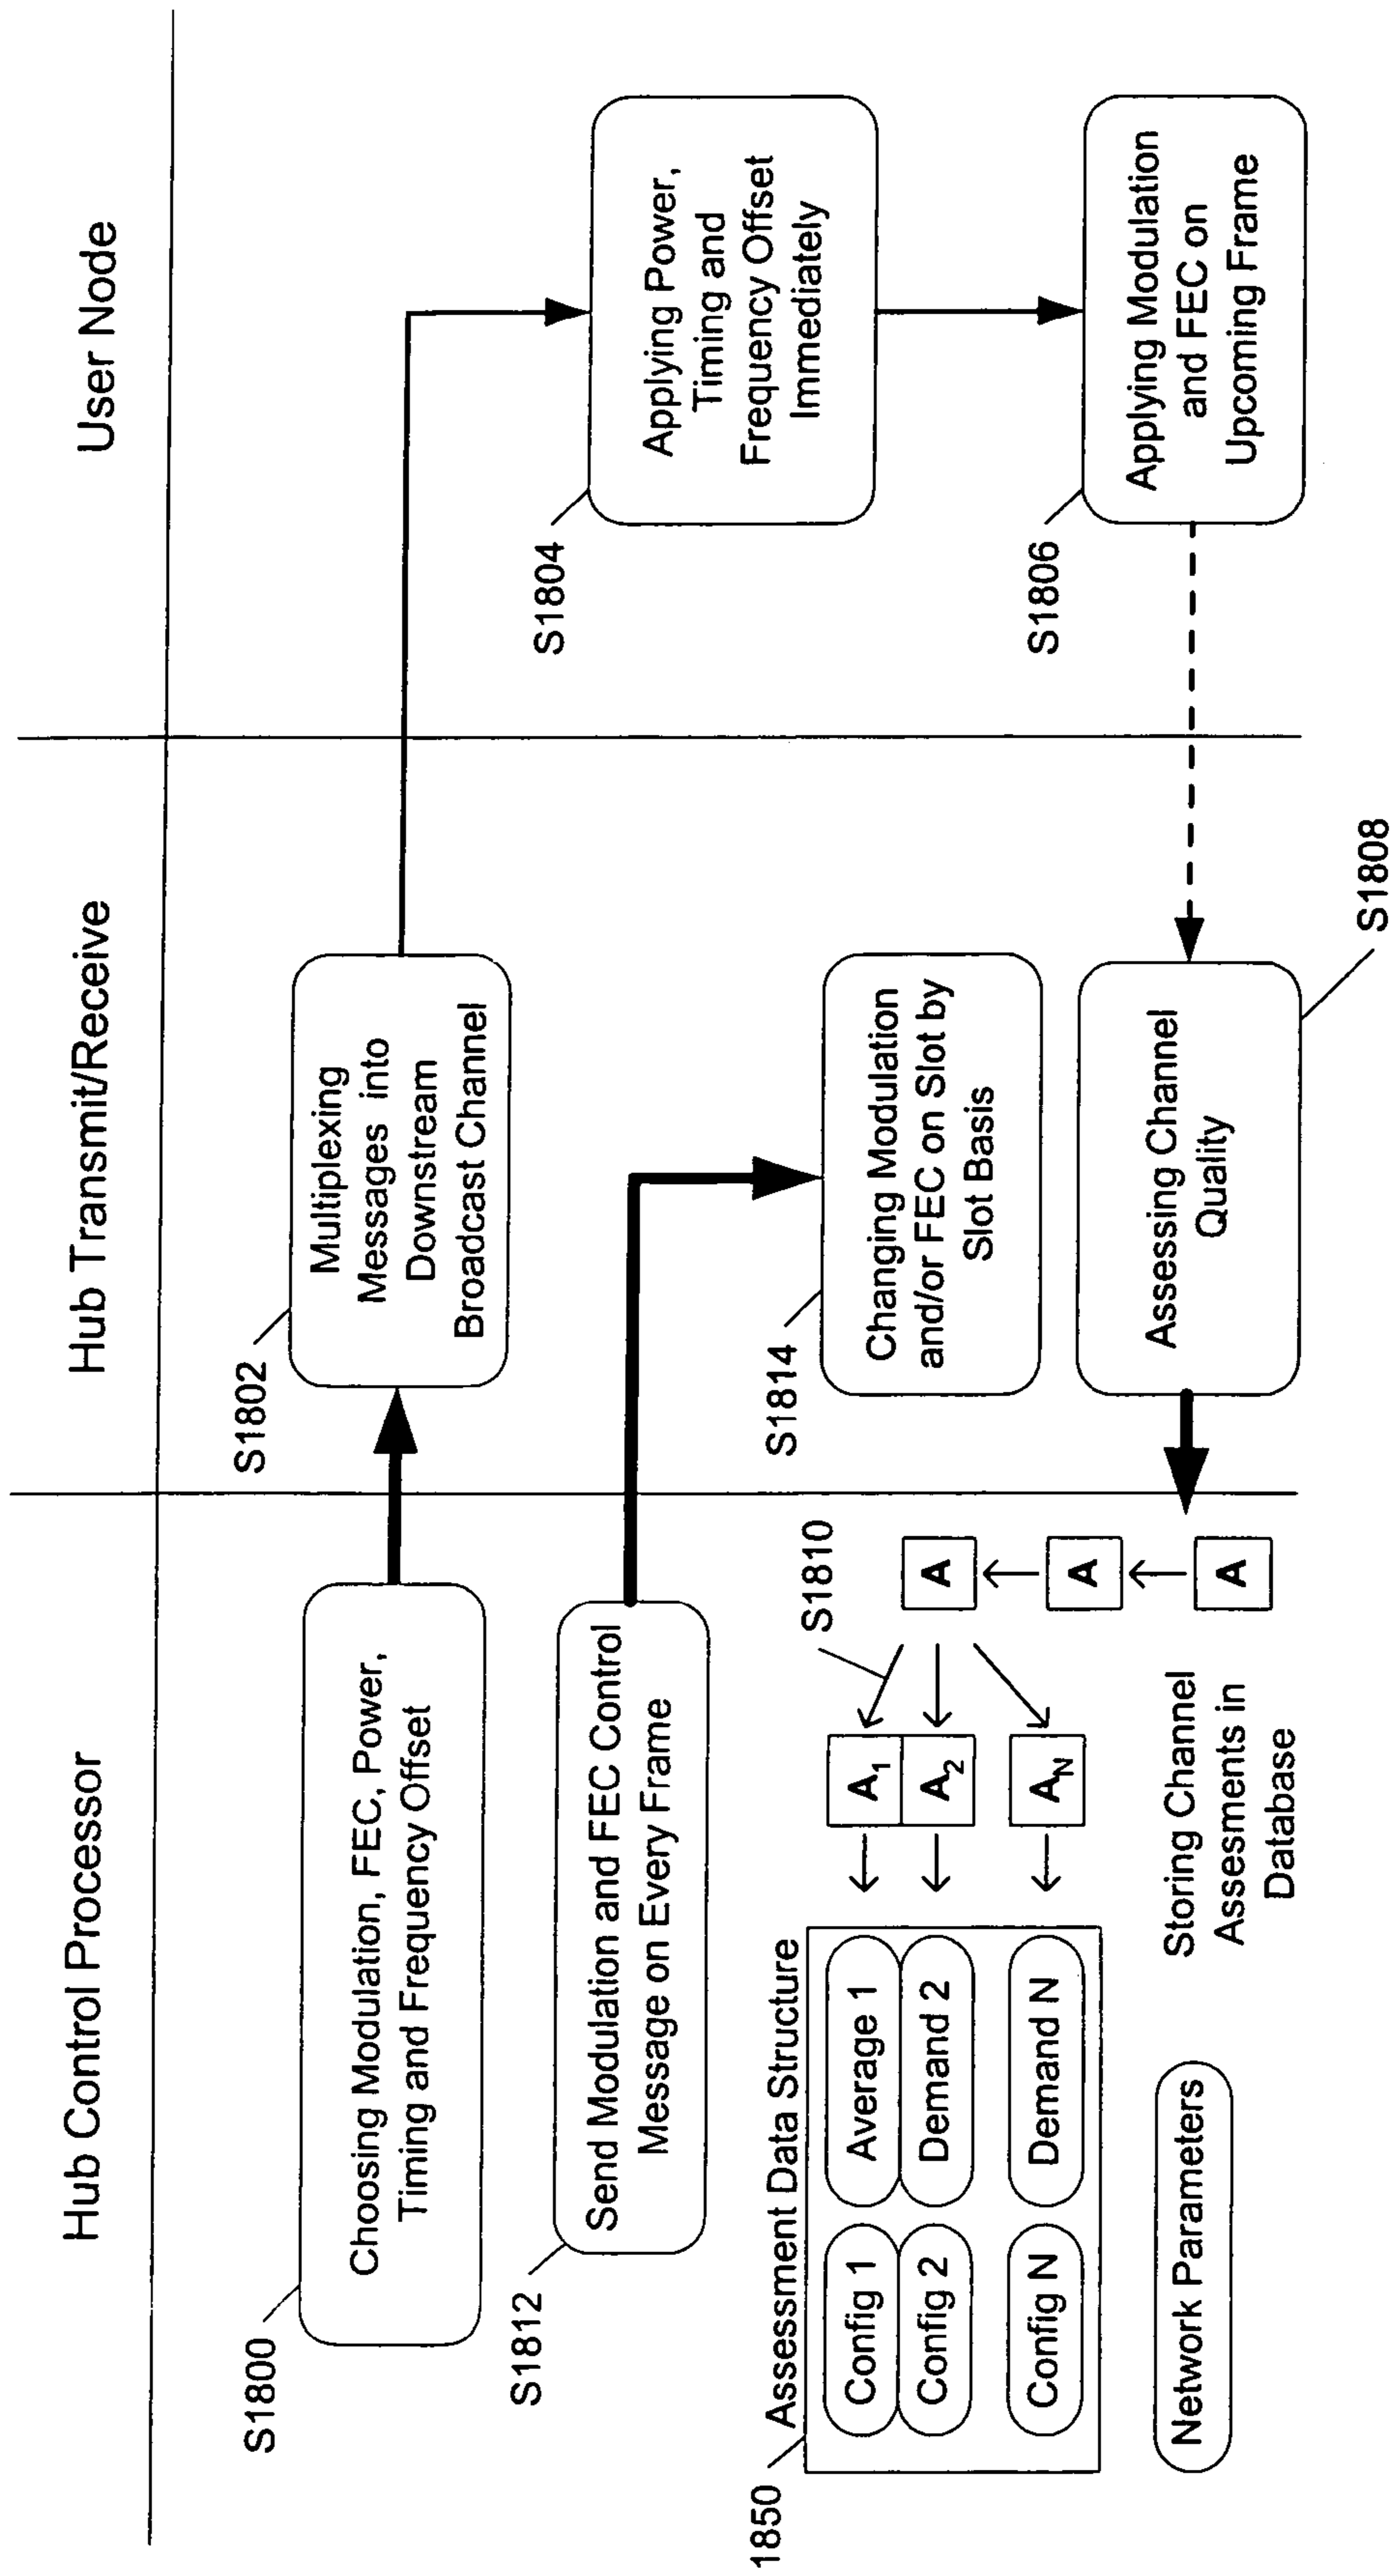 Hub Control Processor
Hub Transmit/Receive
User Node
S1800
Choosing Modulation, FEC, Power,
Timing and Frequency Offset
S1802
Multiplexing
Messages into
Downstream
Broadcast Channel
S1804
Applying Power,
Timing and
Frequency Offset
Immediately
S1812
Send Modulation and FEC Control
Message on Every Frame
S1814
Changing Modulation
and/or FEC on Slot by
Slot Basis
S1806
Applying Modulation
and FEC on
Upcoming Frame
Assessing Channel
Quality
S1808
1850
Assessment Data Structure
Config 1
Average 1
A1
Config 2
Demand 2
A2
Config N
Demand N
AN
S1810
A
A
A
Storing Channel
Assesments in
Database
Network Parameters